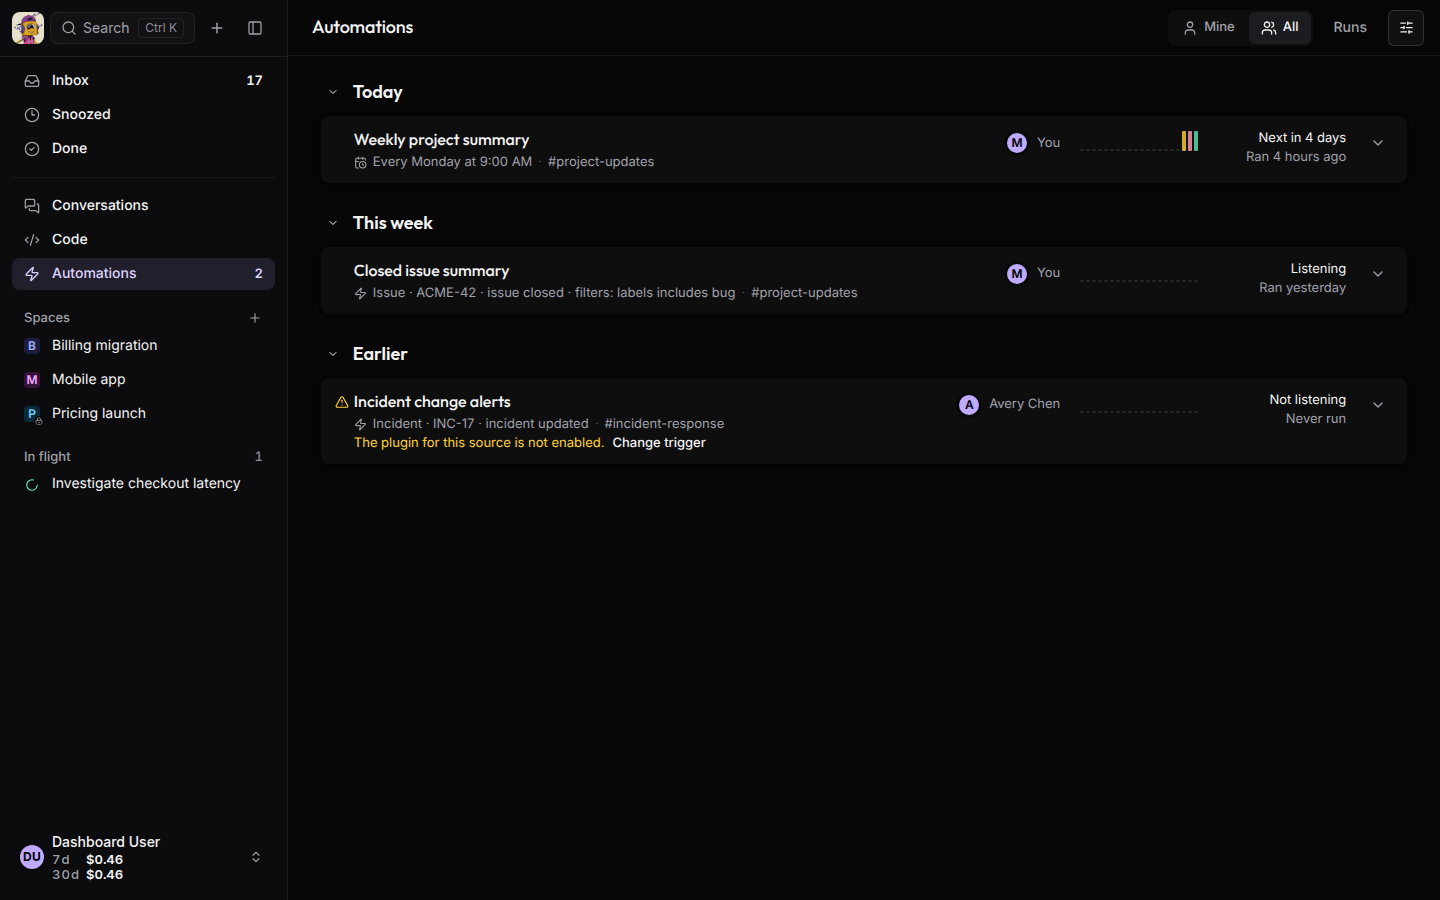 Search Ctrl K
Inbox 17
Snoozed
Done
Conversations
Code
Automations 2
Spaces
B Billing migration
M Mobile app
P Pricing launch
In flight 1
Investigate checkout latency
DU Dashboard User
7d $0.46
30d $0.46
Automations
Mine All Runs
Today
Weekly project summary
Every Monday at 9:00 AM · #project-updates
M You
Next in 4 days
Ran 4 hours ago
This week
Closed issue summary
Issue · ACME-42 · issue closed · filters: labels includes bug · #project-updates
M You
Listening
Ran yesterday
Earlier
Incident change alerts
Incident · INC-17 · incident updated · #incident-response
The plugin for this source is not enabled. Change trigger
A Avery Chen
Not listening
Never run